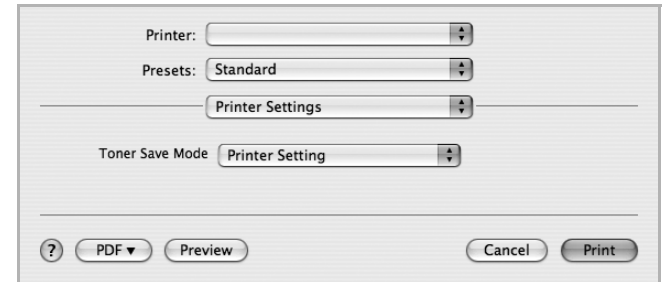 Printer:
Presets: Standard
Printer Settings
Toner Save Mode Printer Setting
? PDF▼ Preview Cancel Print